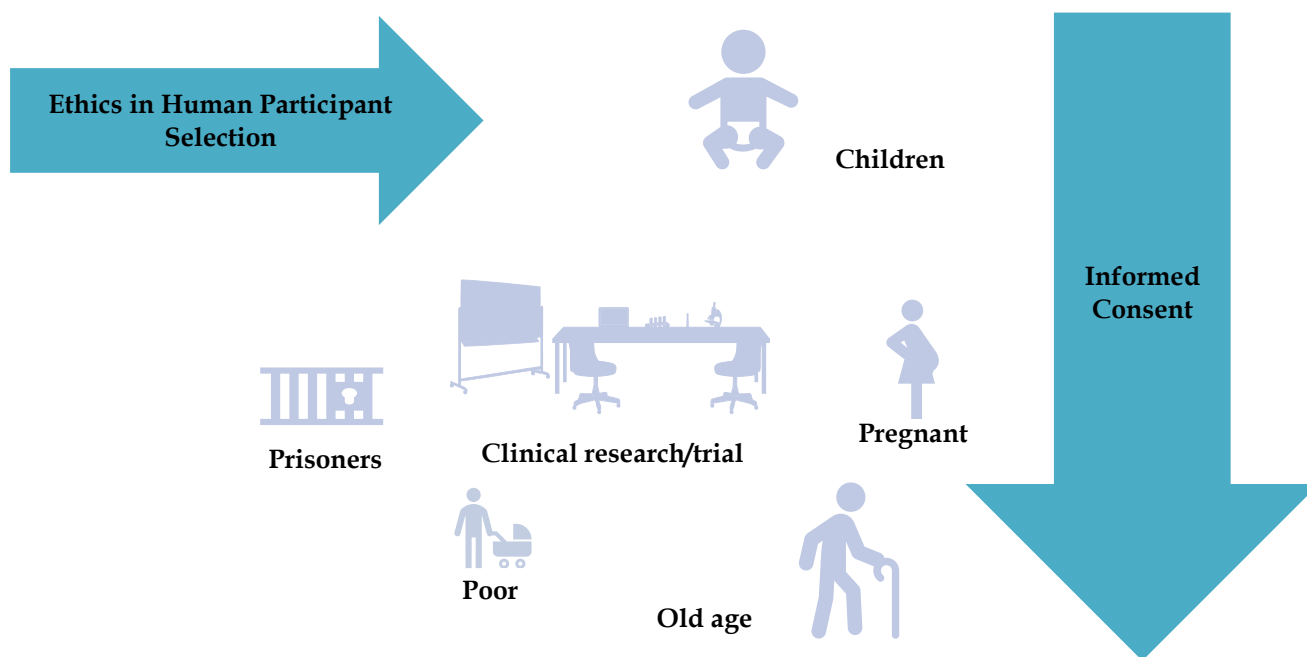 Ethics in Human Participant
Selection
Children
Informed
Consent
Prisoners
Clinical research/trial
Pregnant
Poor
Old age